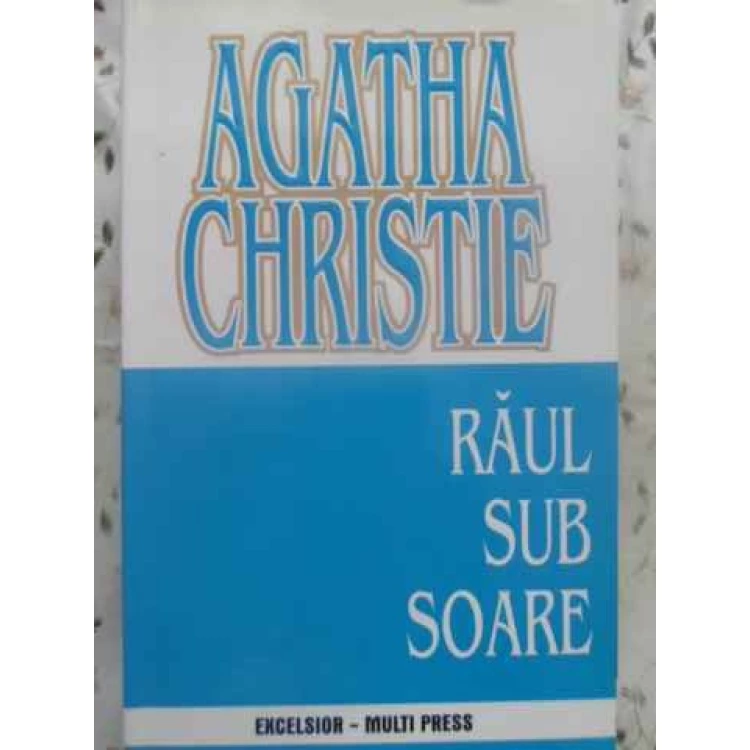 AGATHA
CHRISTIE
RĂUL
SUB
SOARE
EXCELSIOR - MULTI PRESS